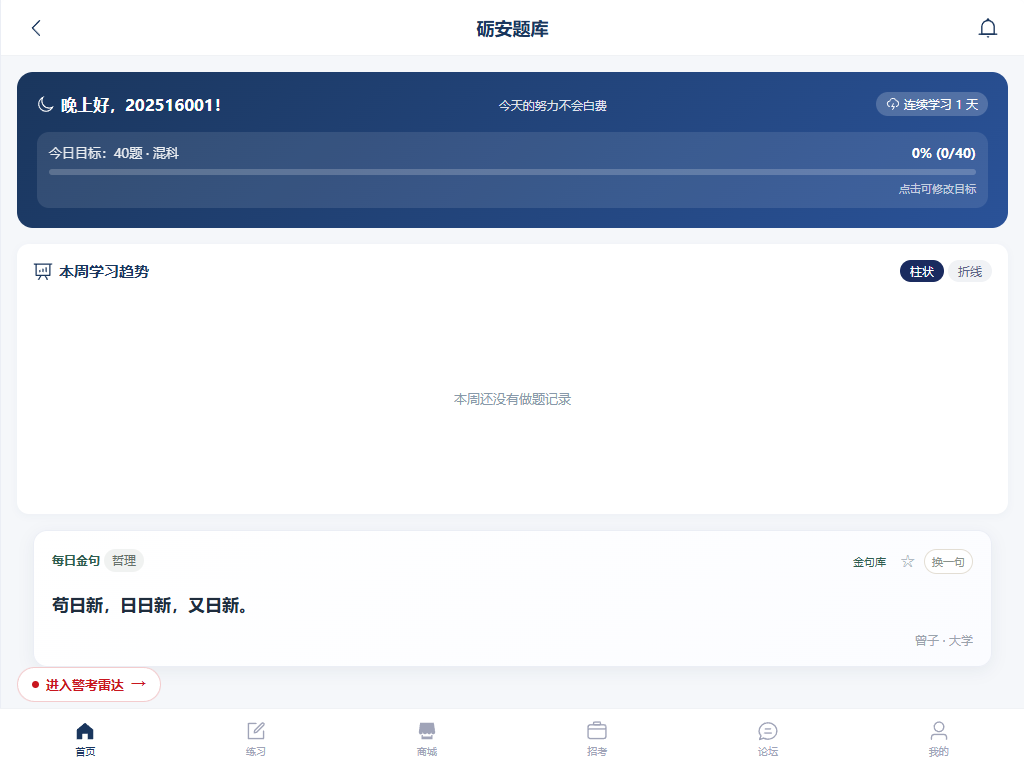 砺安题库
晚上好，202516001！ 今天的努力不会白费 连续学习 1 天
今日目标：40题 · 混科 0% (0/40)
点击可修改目标
本周学习趋势 柱状 折线
本周还没有做题记录
每日金句 哲理 金句库 ☆ 换一句
苟日新，日日新，又日新。
曾子 · 大学
进入警考雷达 →
首页 练习 商城 招考 论坛 我的